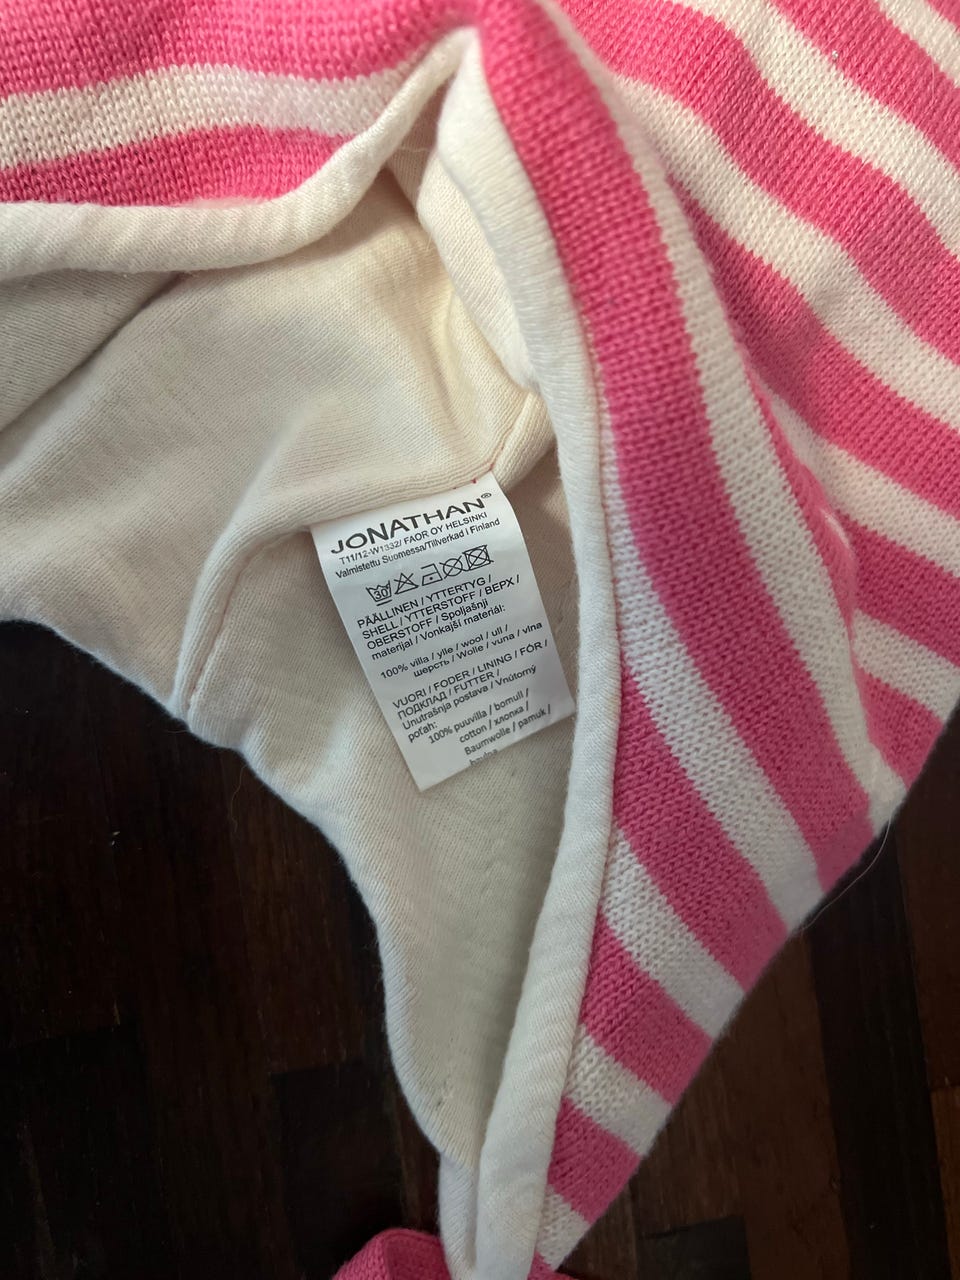 JONATHAN®
T11/12-W1332/ FAOR OY HELSINKI
Valmistettu Suomessa/Tillverkad i Finland
30°
PÄÄLLINEN / YTTERTYG /
SHELL / YTTERSTOFF / ВЕРХ /
OBERSTOFF / Spoljašnji
materijal / Vonkajší materiál:
100% villa / ylle / wool / ull /
шерсть / Wolle / vuna / vlna
VUORI / FODER / LINING / FÔR /
ПОДКЛАД / FUTTER /
Unutrašnja postava / Vnútorný
poťah:
100% puuvilla / bomull /
cotton / хлопка /
Baumwolle / pamuk /